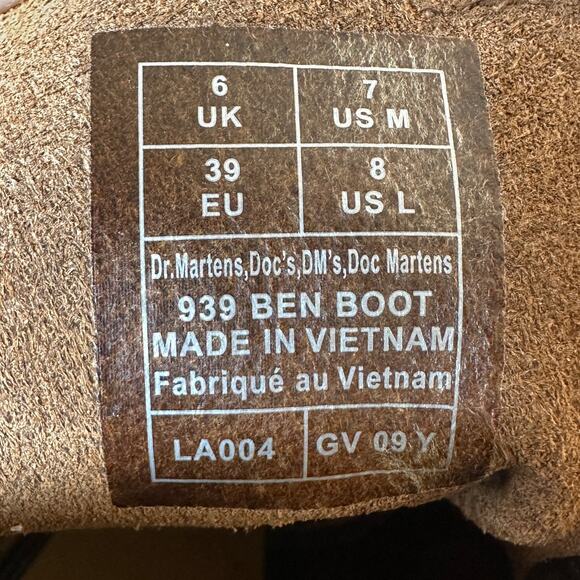 6 UK
7 US M
39 EU
8 US L
Dr.Martens,Doc's,DM's,Doc Martens
939 BEN BOOT
MADE IN VIETNAM
Fabriqué au Vietnam
LA004
GV 09 Y